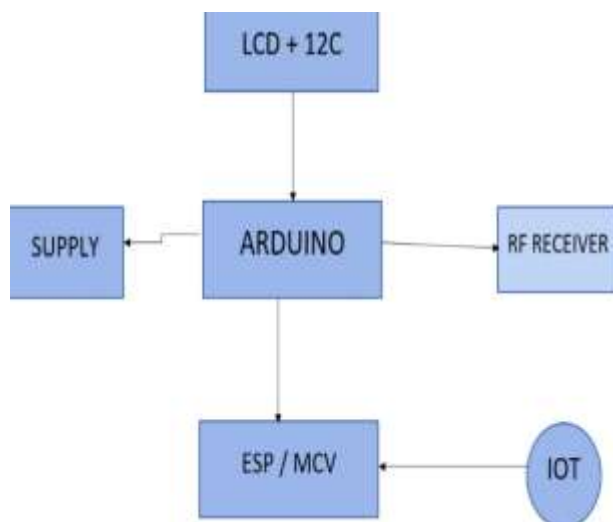 LCD + 12C
SUPPLY
ARDUINO
RF RECEIVER
ESP / MCV
IOT